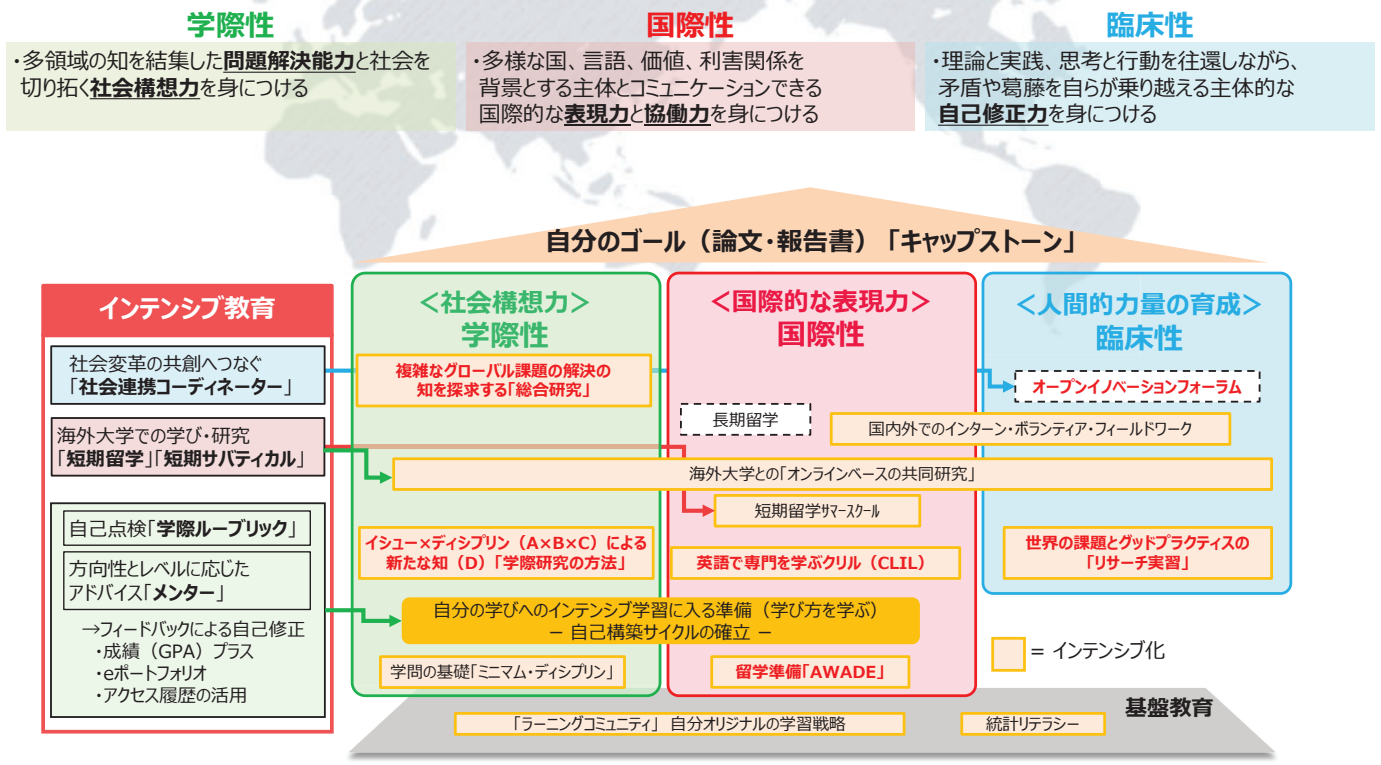 学際性
・多領域の知を結集した問題解決能力と社会を
切り拓く社会構想力を身につける
国際性
・多様な国、言語、価値、利害関係を
背景とする主体とコミュニケーションできる
国際的な表現力と協働力を身につける
臨床性
・理論と実践、思考と行動を往還しながら、
矛盾や葛藤を自らが乗り越える主体的な
自己修正力を身につける
自分のゴール（論文・報告書）「キャップストーン」
インテンシブ教育
社会変革の共創へつなぐ
「社会連携コーディネーター」
海外大学での学び・研究
「短期留学」「短期サバティカル」
自己点検「学際ルーブリック」
方向性とレベルに応じた
アドバイス「メンター」
→フィードバックによる自己修正
・成績（GPA）プラス
・eポートフォリオ
・アクセス履歴の活用
＜社会構想力＞
学際性
＜国際的な表現力＞
国際性
＜人間的力量の育成＞
臨床性
複雑なグローバル課題の解決の
知を探求する「総合研究」
オープンイノベーションフォーラム
長期留学
国内外でのインターン・ボランティア・フィールドワーク
海外大学との「オンラインベースの共同研究」
短期留学サマースクール
イシュー×ディシプリン（A×B×C）による
新たな知（D）「学際研究の方法」
英語で専門を学ぶクリル（CLIL）
世界の課題とグッドプラクティスの
「リサーチ実習」
自分の学びへのインテンシブ学習に入る準備（学び方を学ぶ）
－ 自己構築サイクルの確立 －
学問の基礎「ミニマム・ディシプリン」
留学準備「AWADE」
= インテンシブ化
基盤教育
「ラーニングコミュニティ」 自分オリジナルの学習戦略
統計リテラシー